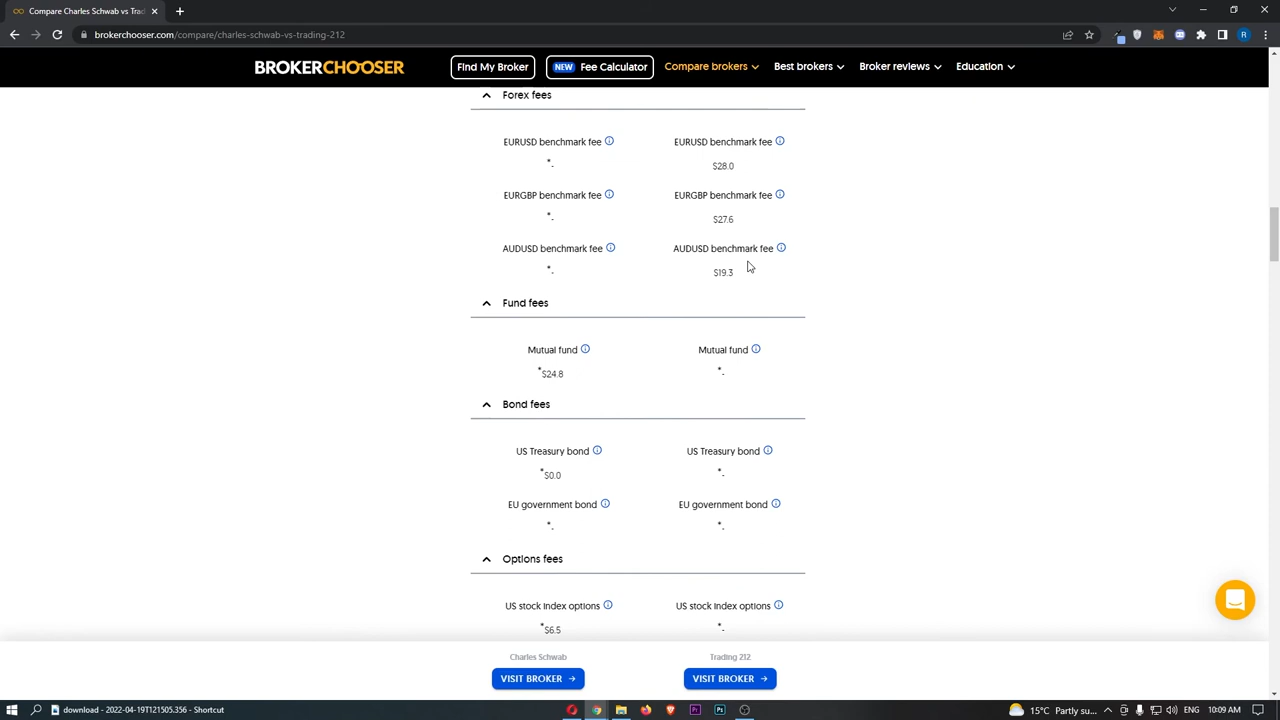 Compare Charles Schwab vs Trad
brokerchooser.com/compare/charles-schwab-vs-trading-212
R
BROKERCHOOSER
Find My Broker
NEW Fee Calculator
Compare brokers
Best brokers
Broker reviews
Education
Forex fees
EURUSD benchmark fee EURUSD benchmark fee
*- $28.0
EURGBP benchmark fee EURGBP benchmark fee
*- $27.6
AUDUSD benchmark fee AUDUSD benchmark fee
*- $19.3
Fund fees
Mutual fund Mutual fund
*$24.8 *-
Bond fees
US Treasury bond US Treasury bond
*$0.0 *-
EU government bond EU government bond
*- *-
Options fees
US stock index options US stock index options
*$6.5 *-
Charles Schwab Trading 212
VISIT BROKER → VISIT BROKER →
download - 2022-04-19T121505.356 - Shortcut
Pr
Ps
15°C Partly su...
ENG
10:09 AM